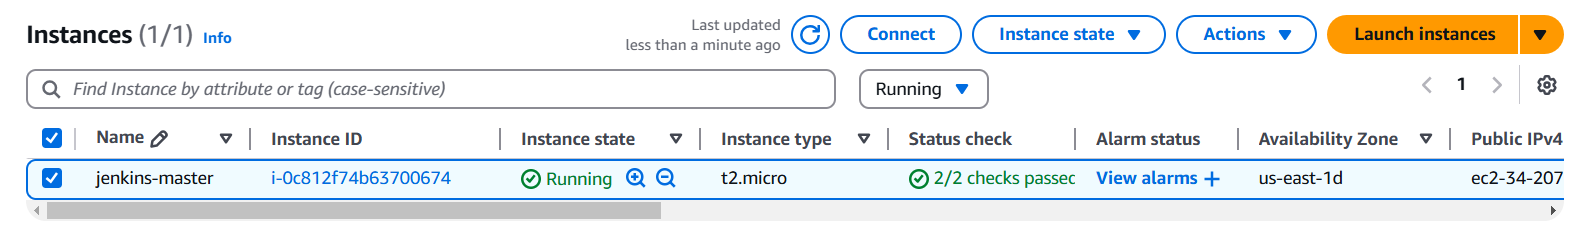 Instances (1/1) Info
Last updated
less than a minute ago
Connect
Instance state
Actions
Launch instances
Find Instance by attribute or tag (case-sensitive)
Running
1
Name Instance ID Instance state Instance type Status check Alarm status Availability Zone Public IPv4
jenkins-master i-0c812f74b63700674 Running t2.micro 2/2 checks passec View alarms + us-east-1d ec2-34-207